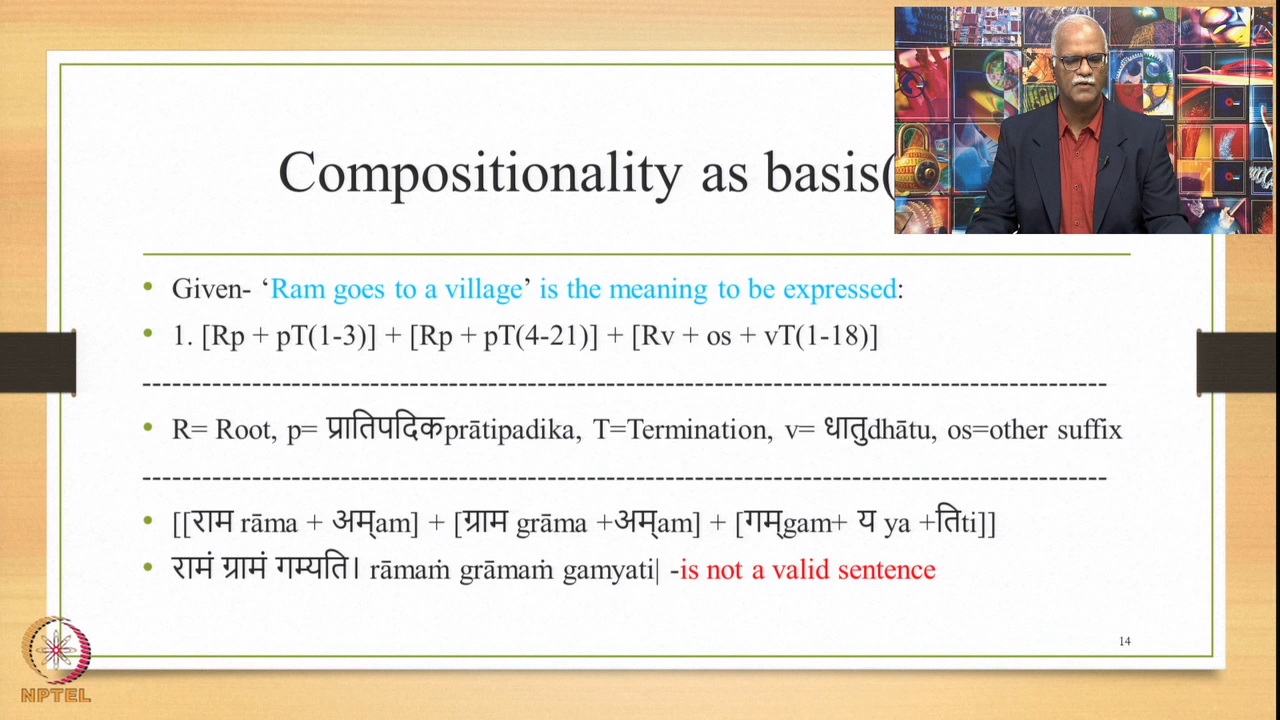 Compositionality as basis(
• Given- ‘Ram goes to a village’ is the meaning to be expressed:
• 1. [Rp + pT(1-3)] + [Rp + pT(4-21)] + [Rv + os + vT(1-18)]
--------------------------------------------------------------------------------------------------
• R= Root, p= प्रातिपदिकprātipadika, T=Termination, v= धातुdhātu, os=other suffix
--------------------------------------------------------------------------------------------------
• [[राम rāma + अम्am] + [ग्राम grāma +अम्am] + [गम्gam+ य ya +तिti]]
• रामं ग्रामं गम्यति। rāmaṁ grāmaṁ gamyati| -is not a valid sentence
14
NPTEL